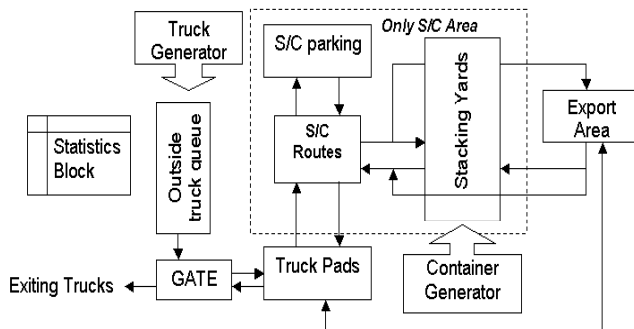 Truck
Generator
Only S/C Area
S/C parking
Stacking Yards
Export
Area
S/C
Routes
Statistics
Block
Outside
truck queue
Exiting Trucks
GATE
Truck Pads
Container
Generator